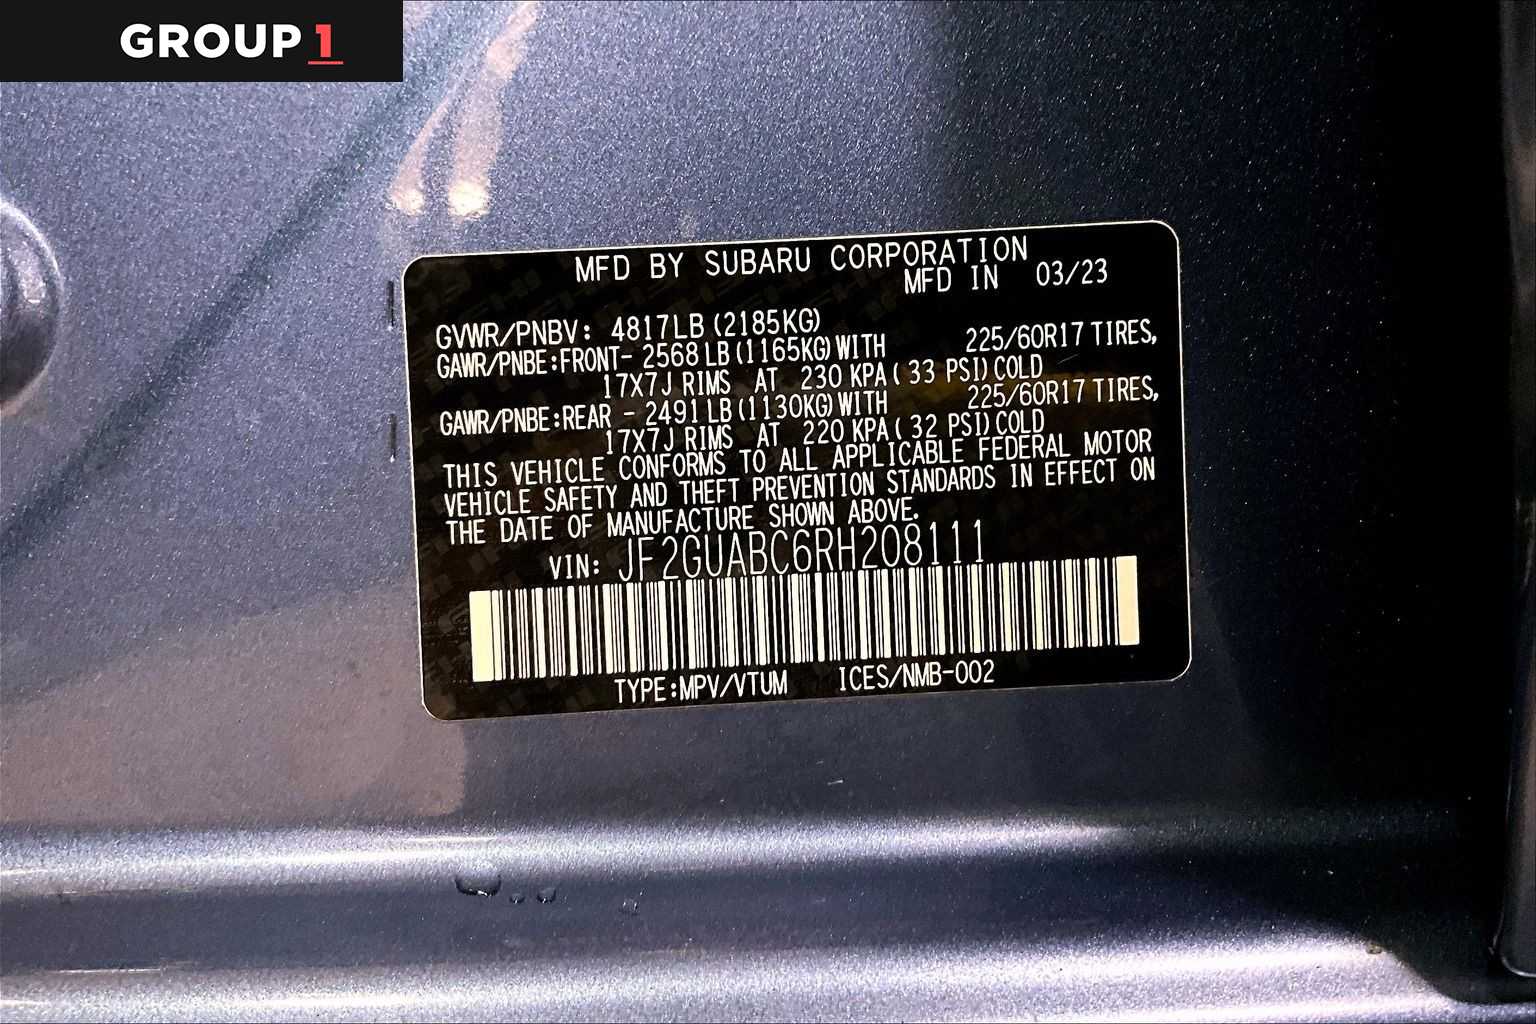 GROUP 1
MFD BY SUBARU CORPORATION
MFD IN 03/23
GVWR/PNBV: 4817LB (2185KG)
GAWR/PNBE:FRONT- 2568 LB (1165KG) WITH 225/60R17 TIRES,
17X7J RIMS AT 230 KPA ( 33 PSI) COLD
GAWR/PNBE:REAR - 2491 LB (1130KG) WITH 225/60R17 TIRES,
17X7J RIMS AT 220 KPA ( 32 PSI) COLD
THIS VEHICLE CONFORMS TO ALL APPLICABLE FEDERAL MOTOR
VEHICLE SAFETY AND THEFT PREVENTION STANDARDS IN EFFECT ON
THE DATE OF MANUFACTURE SHOWN ABOVE.
VIN: JF2GUABC6RH208111
TYPE:MPV/VTUM ICES/NMB-002